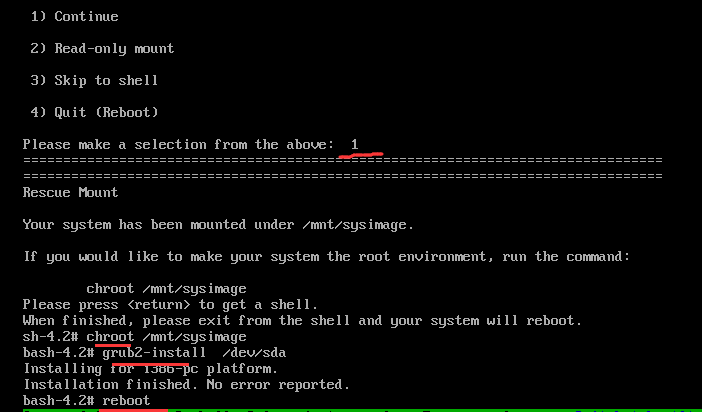 1) Continue
2) Read-only mount
3) Skip to shell
4) Quit (Reboot)
Please make a selection from the above:  1
================================================================================
================================================================================
Rescue Mount
Your system has been mounted under /mnt/sysimage.
If you would like to make your system the root environment, run the command:
chroot /mnt/sysimage
Please press <return> to get a shell.
When finished, please exit from the shell and your system will reboot.
sh-4.2# chroot /mnt/sysimage
bash-4.2# grub2-install  /dev/sda
Installing for i386-pc platform.
Installation finished. No error reported.
bash-4.2# reboot